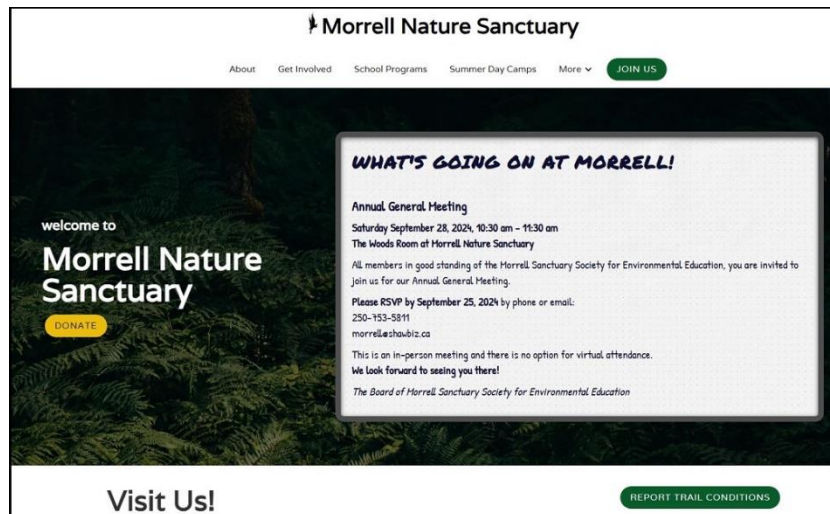 Morrell Nature Sanctuary
About Get Involved School Programs Summer Day Camps More JOIN US
WHAT'S GOING ON AT MORRELL!
Annual General Meeting
Saturday September 28, 2024, 10:30 am – 11:30 am
The Woods Room at Morrell Nature Sanctuary
All members in good standing of the Morrell Sanctuary Society for Environmental Education, you are invited to
join us for our Annual General Meeting.
Please RSVP by September 25, 2024 by phone or email:
250-753-5811
morrell@shawbiz.ca
This is an in-person meeting and there is no option for virtual attendance.
We look forward to seeing you there!
The Board of Morrell Sanctuary Society for Environmental Education
welcome to
Morrell Nature
Sanctuary
DONATE
Visit Us!
REPORT TRAIL CONDITIONS